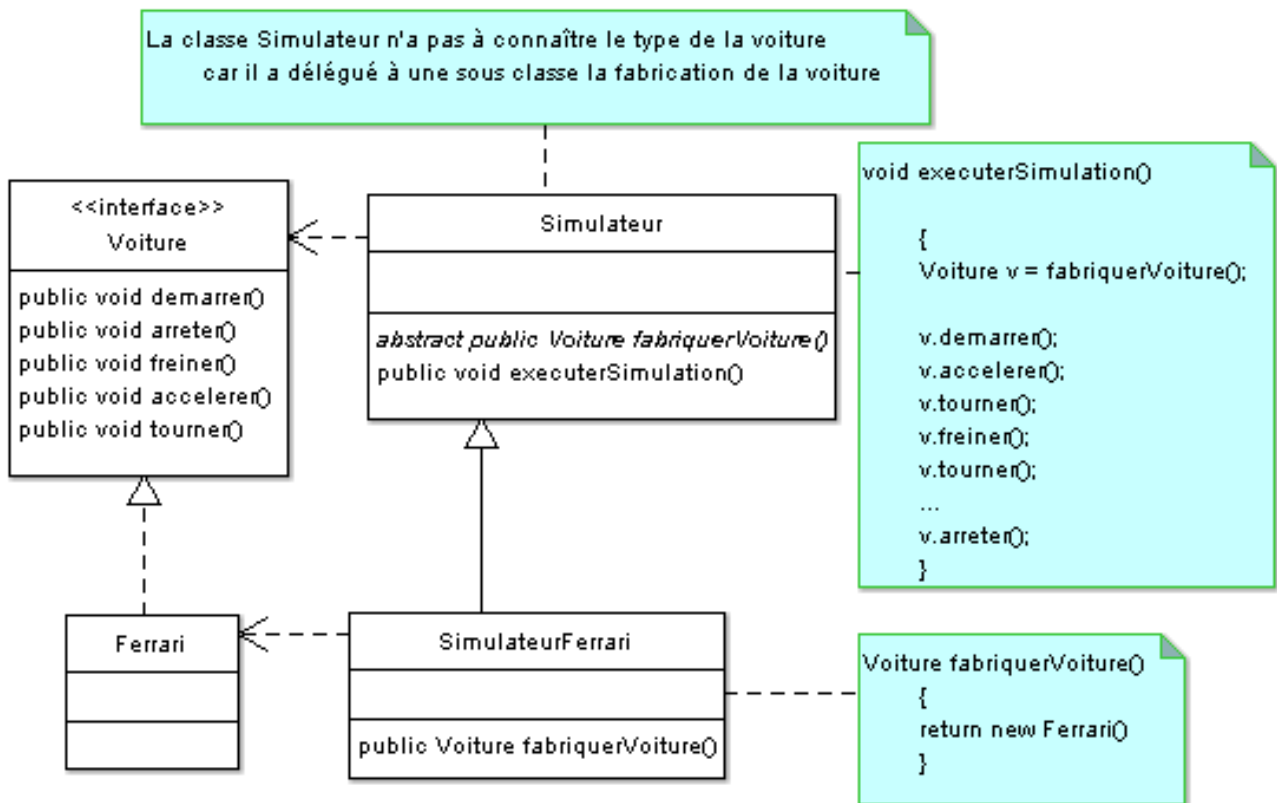 La classe Simulateur n'a pas à connaître le type de la voiture
car il a délégué à une sous classe la fabrication de la voiture
<<interface>>
Voiture
public void demarrer()
public void arreter()
public void freiner()
public void accelerer()
public void tourner()
Simulateur
abstract public Voiture fabriquerVoiture()
public void executerSimulation()
void executerSimulation()
{
Voiture v = fabriquerVoiture();
v.demarrer();
v.accelerer();
v.tourner();
v.freiner();
v.tourner();
...
v.arreter();
}
Ferrari
SimulateurFerrari
public Voiture fabriquerVoiture()
Voiture fabriquerVoiture()
{
return new Ferrari()
}